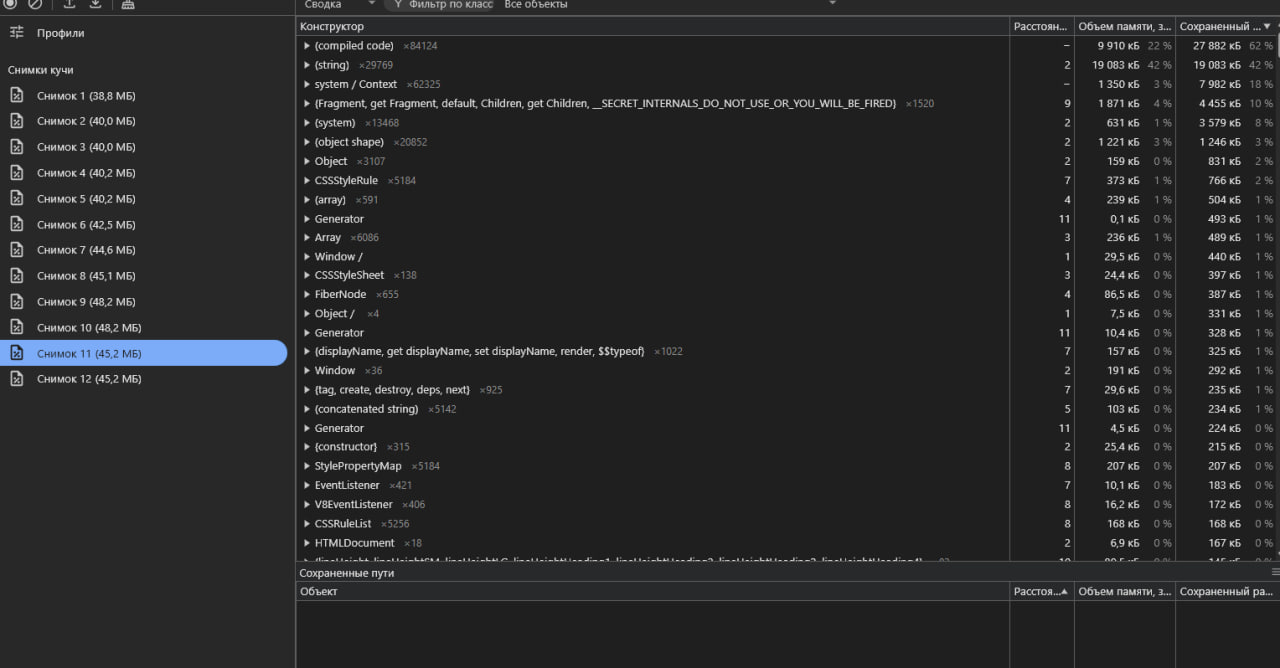 Сводка Фильтр по класс Все объекты
Профили
Снимки кучи
Снимок 1 (38,8 МБ)
Снимок 2 (40,0 МБ)
Снимок 3 (40,0 МБ)
Снимок 4 (40,2 МБ)
Снимок 5 (40,2 МБ)
Снимок 6 (42,5 МБ)
Снимок 7 (44,6 МБ)
Снимок 8 (45,1 МБ)
Снимок 9 (48,2 МБ)
Снимок 10 (48,2 МБ)
Снимок 11 (45,2 МБ)
Снимок 12 (45,2 МБ)
Конструктор Расстоян... Объем памяти, з... Сохраненный ...
(compiled code) ×84124 – 9 910 кБ 22 % 27 882 кБ 62 %
(string) ×29769 2 19 083 кБ 42 % 19 083 кБ 42 %
system / Context ×62325 – 1 350 кБ 3 % 7 982 кБ 18 %
{Fragment, get Fragment, default, Children, get Children, __SECRET_INTERNALS_DO_NOT_USE_OR_YOU_WILL_BE_FIRED} ×1520 9 1 871 кБ 4 % 4 455 кБ 10 %
(system) ×13468 2 631 кБ 1 % 3 579 кБ 8 %
(object shape) ×20852 2 1 221 кБ 3 % 1 246 кБ 3 %
Object ×3107 2 159 кБ 0 % 831 кБ 2 %
CSSStyleRule ×5184 7 373 кБ 1 % 766 кБ 2 %
(array) ×591 4 239 кБ 1 % 504 кБ 1 %
Generator 11 0,1 кБ 0 % 493 кБ 1 %
Array ×6086 3 236 кБ 1 % 489 кБ 1 %
Window / 1 29,5 кБ 0 % 440 кБ 1 %
CSSStyleSheet ×138 3 24,4 кБ 0 % 397 кБ 1 %
FiberNode ×655 4 86,5 кБ 0 % 387 кБ 1 %
Object / ×4 1 7,5 кБ 0 % 331 кБ 1 %
Generator 11 10,4 кБ 0 % 328 кБ 1 %
{displayName, get displayName, set displayName, render, $$typeof} ×1022 7 157 кБ 0 % 325 кБ 1 %
Window ×36 2 191 кБ 0 % 292 кБ 1 %
{tag, create, destroy, deps, next} ×925 7 29,6 кБ 0 % 235 кБ 1 %
(concatenated string) ×5142 5 103 кБ 0 % 234 кБ 1 %
Generator 11 4,5 кБ 0 % 224 кБ 0 %
{constructor} ×315 2 25,4 кБ 0 % 215 кБ 0 %
StylePropertyMap ×5184 8 207 кБ 0 % 207 кБ 0 %
EventListener ×421 7 10,1 кБ 0 % 183 кБ 0 %
V8EventListener ×406 8 16,2 кБ 0 % 172 кБ 0 %
CSSRuleList ×5256 8 168 кБ 0 % 168 кБ 0 %
HTMLDocument ×18 2 6,9 кБ 0 % 167 кБ 0 %
Сохраненные пути
Объект Расстоя... Объем памяти, з... Сохраненный ра...